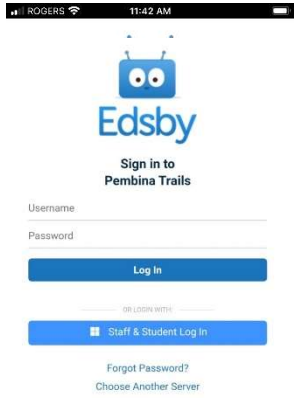 ROGERS 11:42 AM
Edsby
Sign in to
Pembina Trails
Username
Password
Log In
OR LOGIN WITH
Staff & Student Log In
Forgot Password?
Choose Another Server